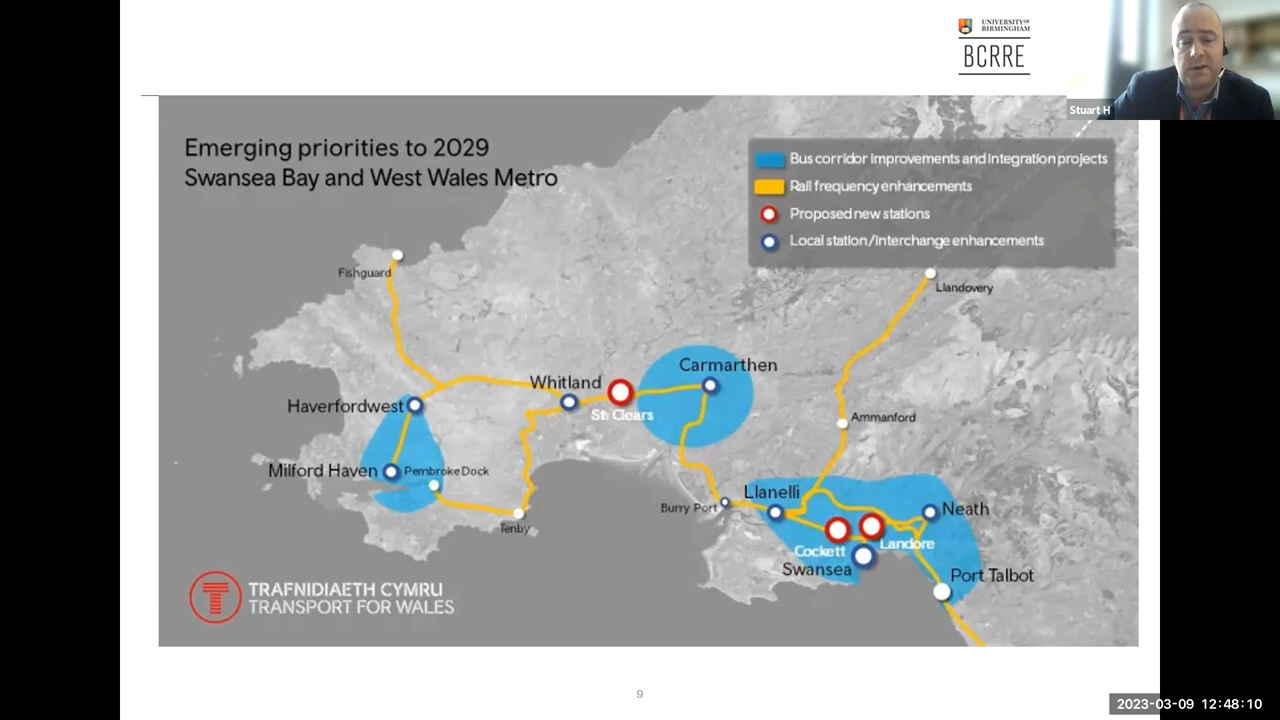 UNIVERSITY OF
BIRMINGHAM
BCRRE
Stuart H
Emerging priorities to 2029
Swansea Bay and West Wales Metro
Bus corridor improvements and integration projects
Rail frequency enhancements
Proposed new stations
Local station/interchange enhancements
Fishguard
Llandovery
Carmarthen
Whitland
St. Clears
Haverfordwest
Ammanford
Milford Haven
Pembroke Dock
Llanelli
Burry Port
Neath
Tenby
Cockett
Landore
Swansea
Port Talbot
TRAFNIDIAETH CYMRU
TRANSPORT FOR WALES
9
2023-03-09 12:48:10